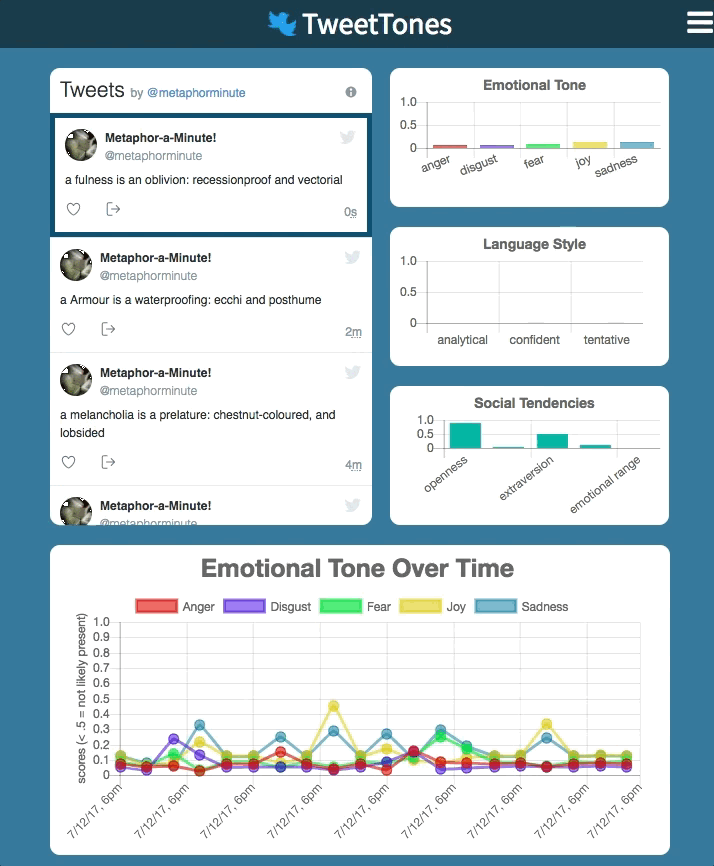 TweetTones
Tweets by @metaphorminute
Metaphor-a-Minute!
@metaphorminute
a fulness is an oblivion: recessionproof and vectorial
0s
Metaphor-a-Minute!
@metaphorminute
a Armour is a waterproofing: ecchi and posthume
2m
Metaphor-a-Minute!
@metaphorminute
a melancholia is a prelature: chestnut-coloured, and
lobsided
4m
Metaphor-a-Minute!
@metaphorminute
Emotional Tone
1.0
0.5
0
anger disgust fear joy sadness
Language Style
1.0
0.5
0
analytical confident tentative
Social Tendencies
1.0
0.5
0
openness extraversion emotional range
Emotional Tone Over Time
Anger Disgust Fear Joy Sadness
scores (< .5 = not likely present)
1.0
0.9
0.8
0.7
0.6
0.5
0.4
0.3
0.2
0.1
0
7/12/17, 6pm 7/12/17, 6pm 7/12/17, 6pm 7/12/17, 6pm 7/12/17, 6pm 7/12/17, 6pm 7/12/17, 6pm 7/12/17, 6pm 7/12/17, 6pm